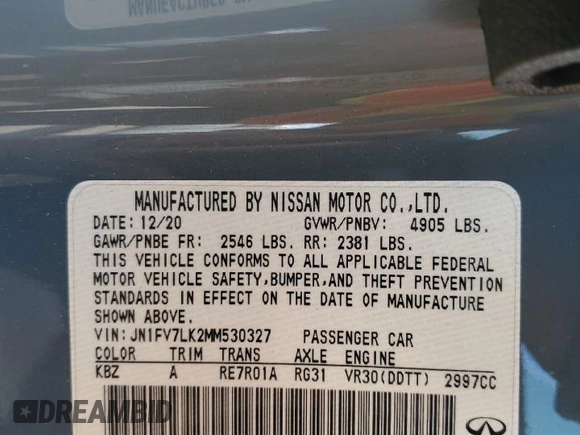 MANUFACTURED BY NISSAN MOTOR CO.,LTD.
DATE: 12/20 GVWR/PNBV: 4905 LBS.
GAWR/PNBE FR: 2546 LBS. RR: 2381 LBS.
THIS VEHICLE CONFORMS TO ALL APPLICABLE FEDERAL
MOTOR VEHICLE SAFETY,BUMPER,AND THEFT PREVENTION
STANDARDS IN EFFECT ON THE DATE OF MANUFACTURE
SHOWN ABOVE.
VIN: JN1FV7LK2MM530327 PASSENGER CAR
COLOR TRIM TRANS AXLE ENGINE
KBZ A RE7R01A RG31 VR30(DDTT) 2997CC
DREAMBID